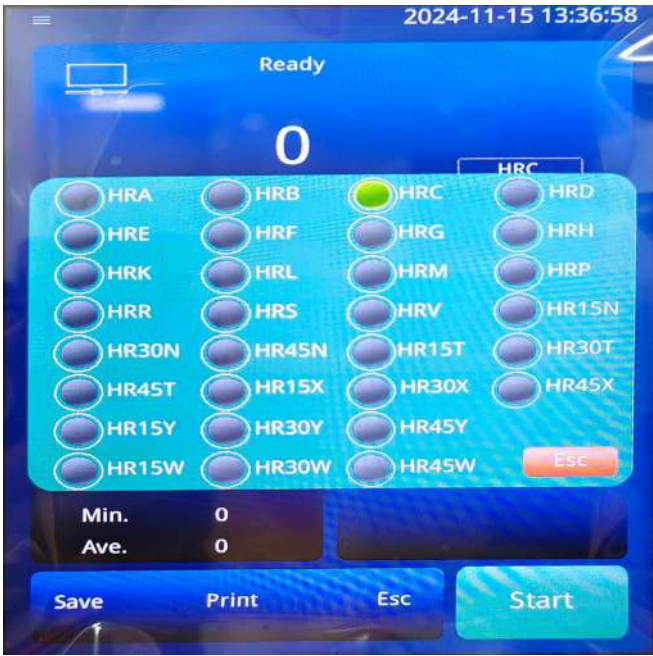 2024-11-15 13:36:58
Ready
0
HRC
HRA HRB HRC HRD
HRE HRF HRG HRH
HRK HRL HRM HRP
HRR HRS HRV HR15N
HR30N HR45N HR15T HR30T
HR45T HR15X HR30X HR45X
HR15Y HR30Y HR45Y
HR15W HR30W HR45W Esc
Min. 0
Ave. 0
Save Print Esc Start